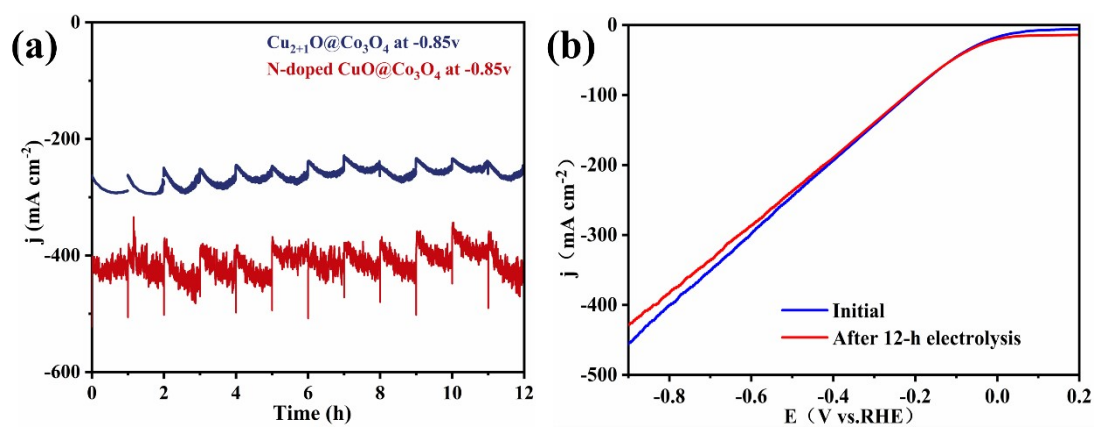 (a)
Cu₂₊₁O@Co₃O₄ at -0.85v
N-doped CuO@Co₃O₄ at -0.85v
0
-200
-400
-600
j (mA cm⁻²)
0 2 4 6 8 10 12
Time (h)
(b)
0
-100
-200
-300
-400
-500
j（mA cm⁻²）
Initial
After 12-h electrolysis
-0.8 -0.6 -0.4 -0.2 0.0 0.2
E（V vs.RHE）